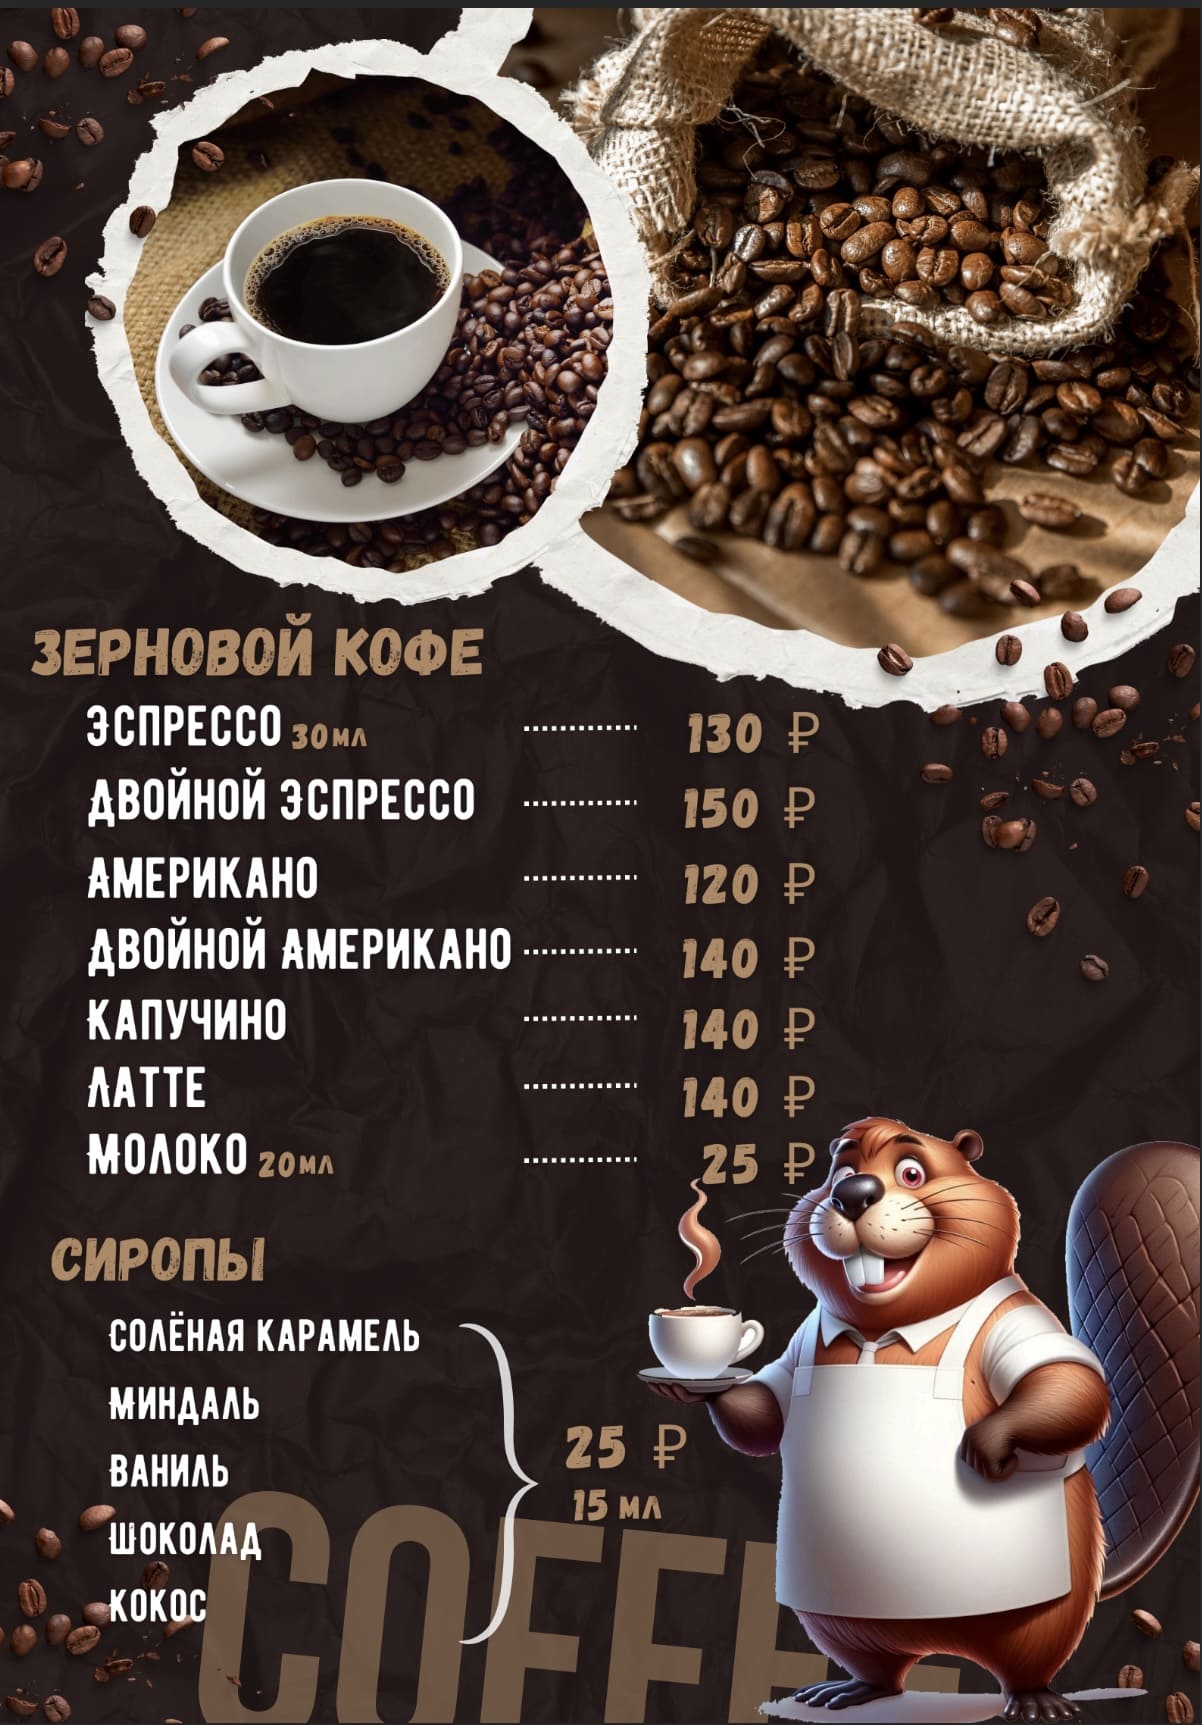 ЗЕРНОВОЙ КОФЕ
ЭСПРЕССО 30МЛ ........... 130 ₽
ДВОЙНОЙ ЭСПРЕССО ........... 150 ₽
АМЕРИКАНО ........... 120 ₽
ДВОЙНОЙ АМЕРИКАНО ........... 140 ₽
КАПУЧИНО ........... 140 ₽
ЛАТТЕ ........... 140 ₽
МОЛОКО 20МЛ ........... 25 ₽
СИРОПЫ
СОЛЁНАЯ КАРАМЕЛЬ
МИНДАЛЬ
ВАНИЛЬ
ШОКОЛАД
КОКОС
25 ₽
15 МЛ
COFFEE